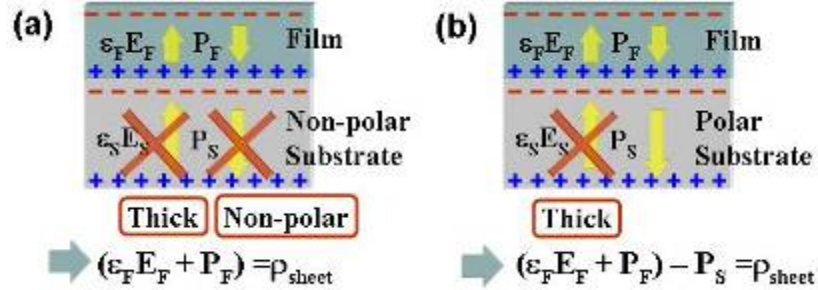 (a)
ε_F E_F P_F Film
ε_S E_S P_S Non-polar
Substrate
Thick Non-polar
(ε_F E_F + P_F) =ρ_sheet
(b)
ε_F E_F P_F Film
ε_S E_S P_S Polar
Substrate
Thick
(ε_F E_F + P_F) – P_S =ρ_sheet